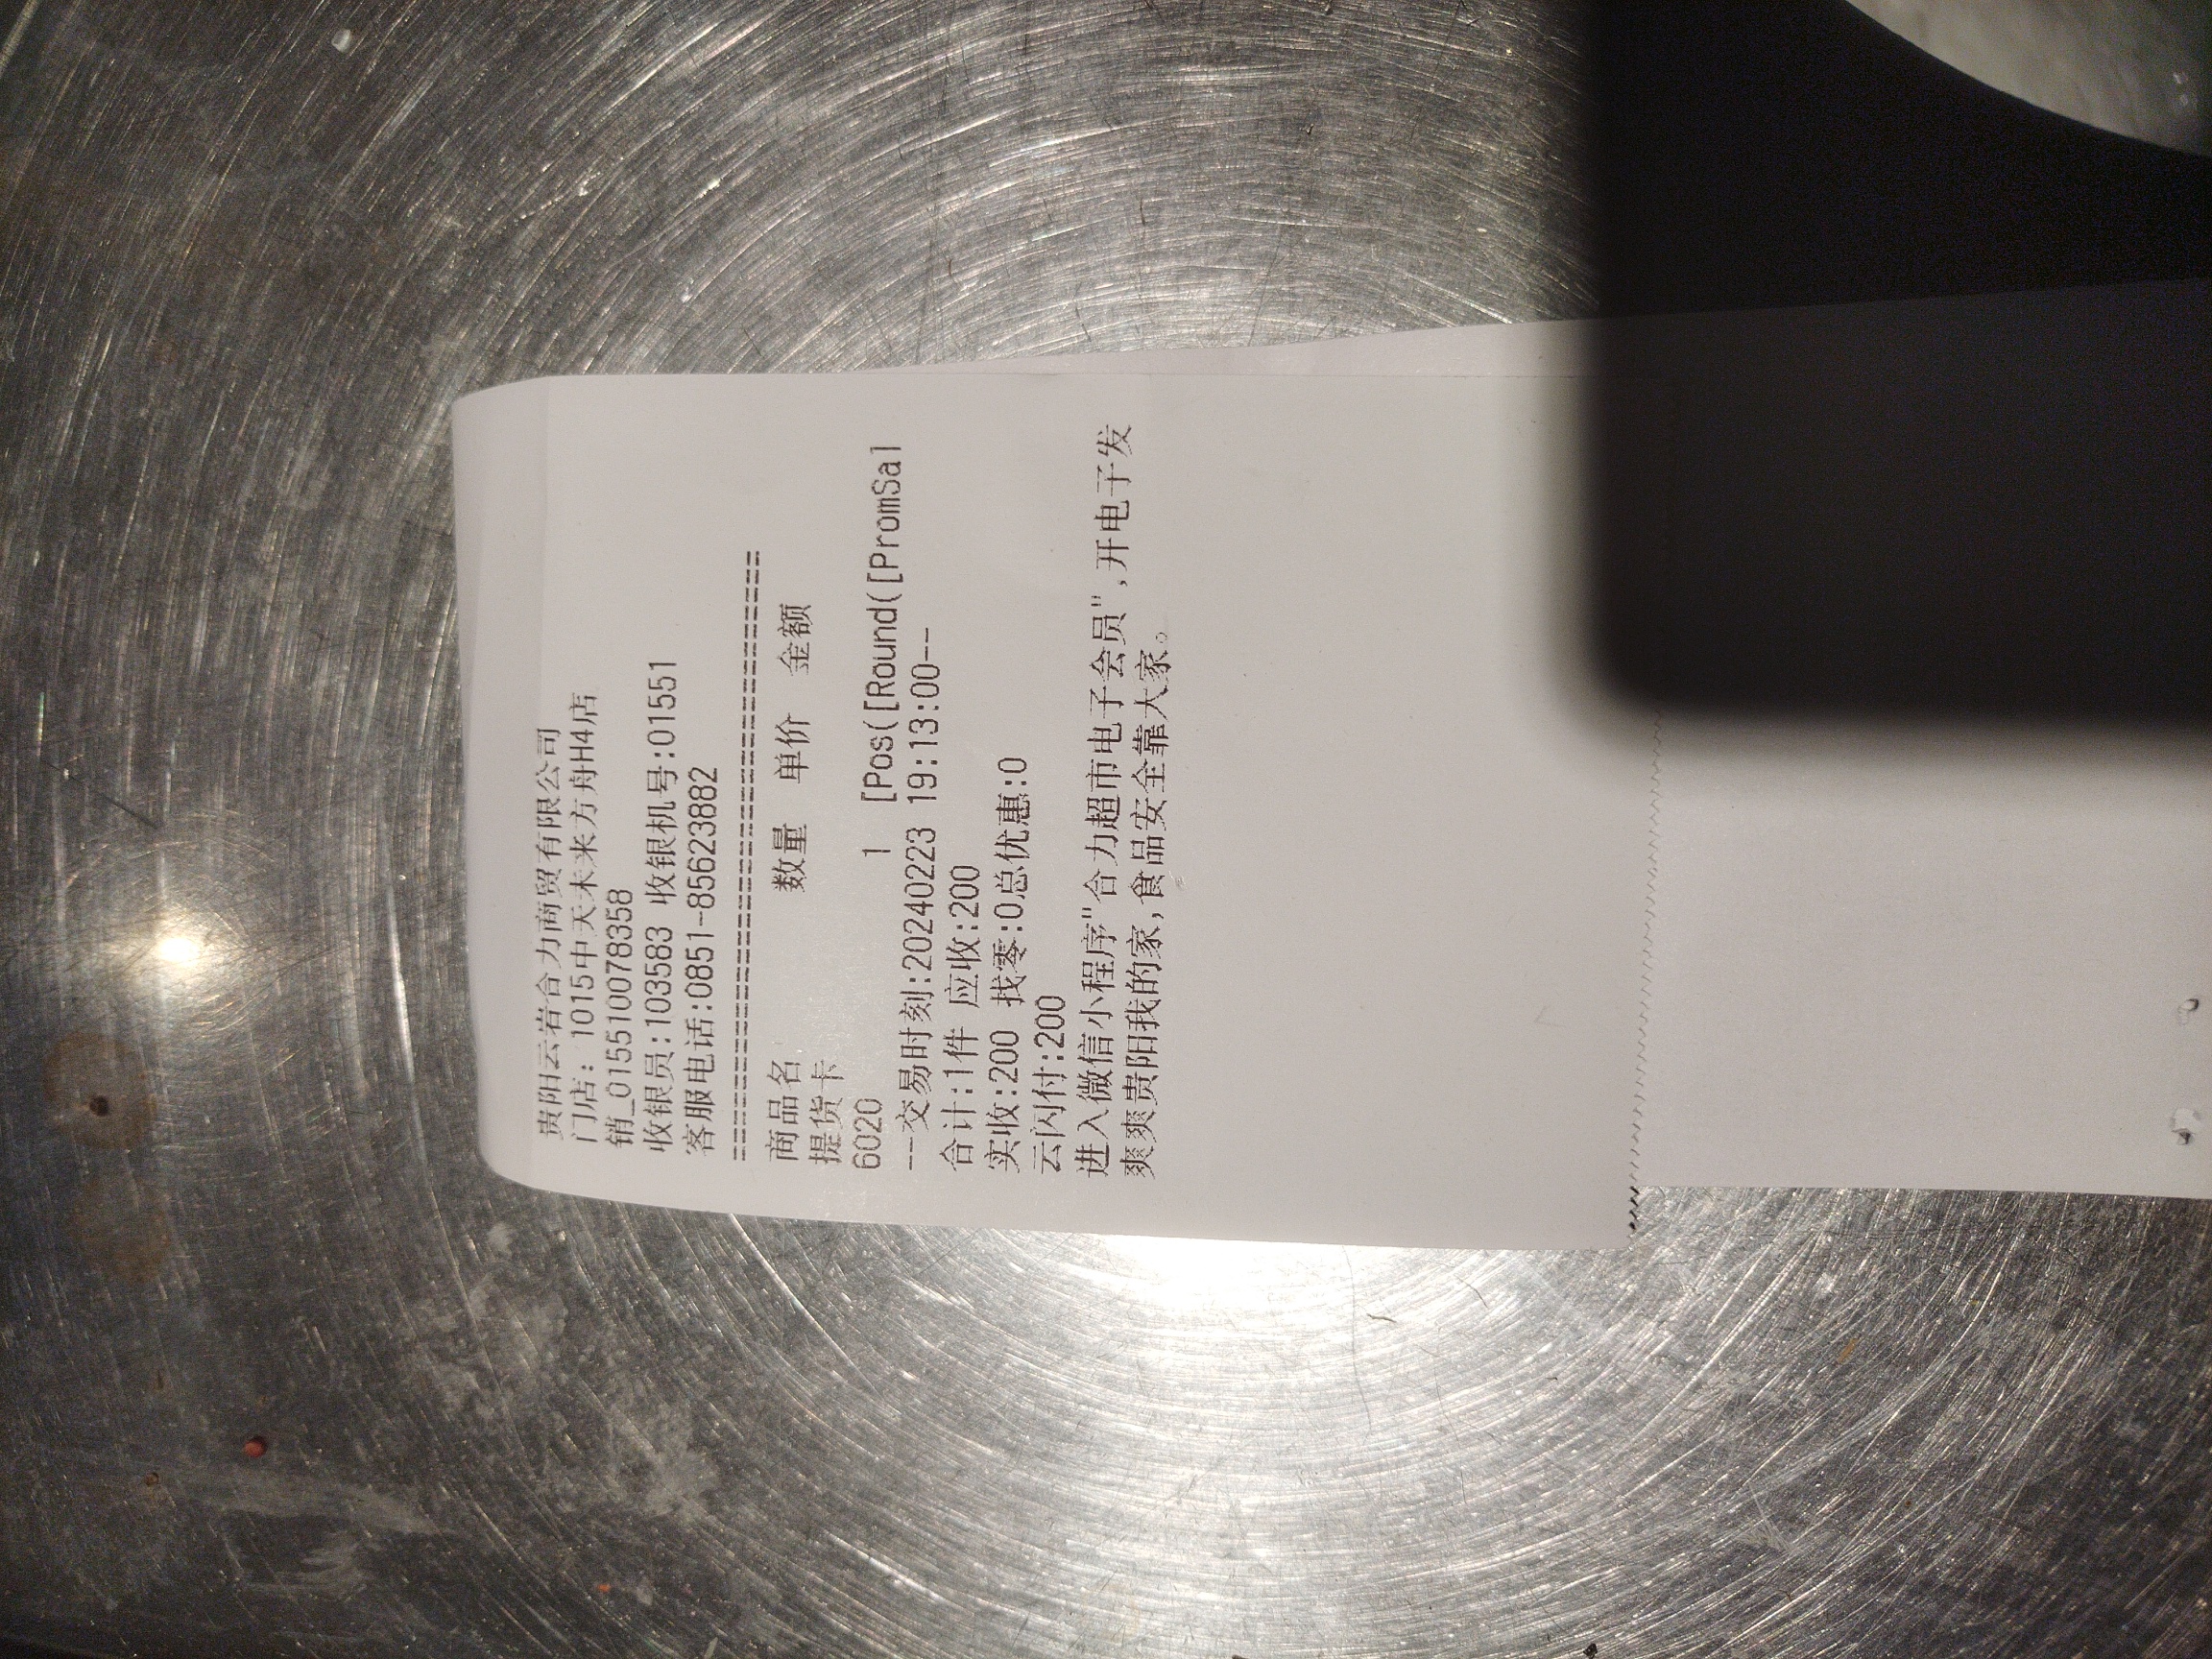 贵阳云岩合力商贸有限公司
门店: 1015中天未来方舟H4店
销_0155510078358
收银员:103583 收银机号:01551
客服电话:0851-85623882
商品名 数量 单价 金额
提货卡
6020 1 [Pos([Round([PromSal
--交易时刻:20240223 19:13:00--
合计:1件 应收:200
实收:200 找零:0总优惠:0
云闪付:200
进入微信小程序"合力超市电子会员",开电子发
爽爽贵阳我的家,食品安全靠大家。